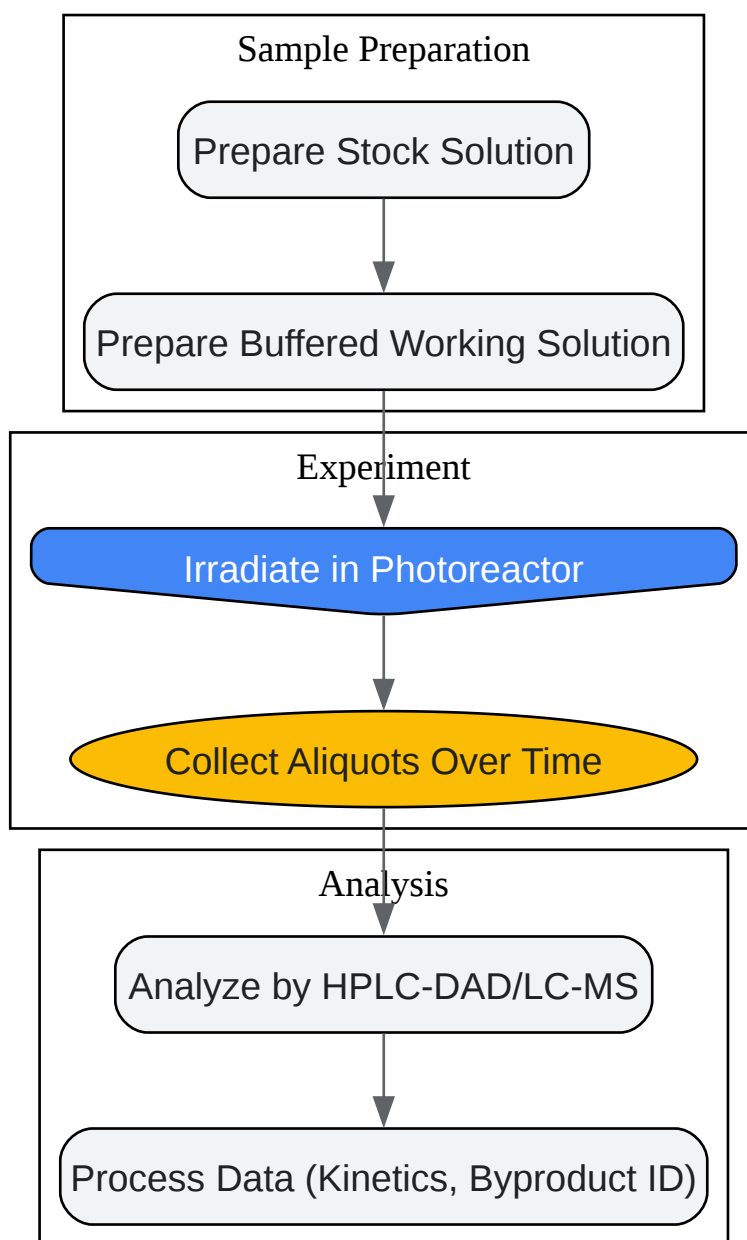 Sample Preparation
Prepare Stock Solution
Prepare Buffered Working Solution
Experiment
Irradiate in Photoreactor
Collect Aliquots Over Time
Analysis
Analyze by HPLC-DAD/LC-MS
Process Data (Kinetics, Byproduct ID)